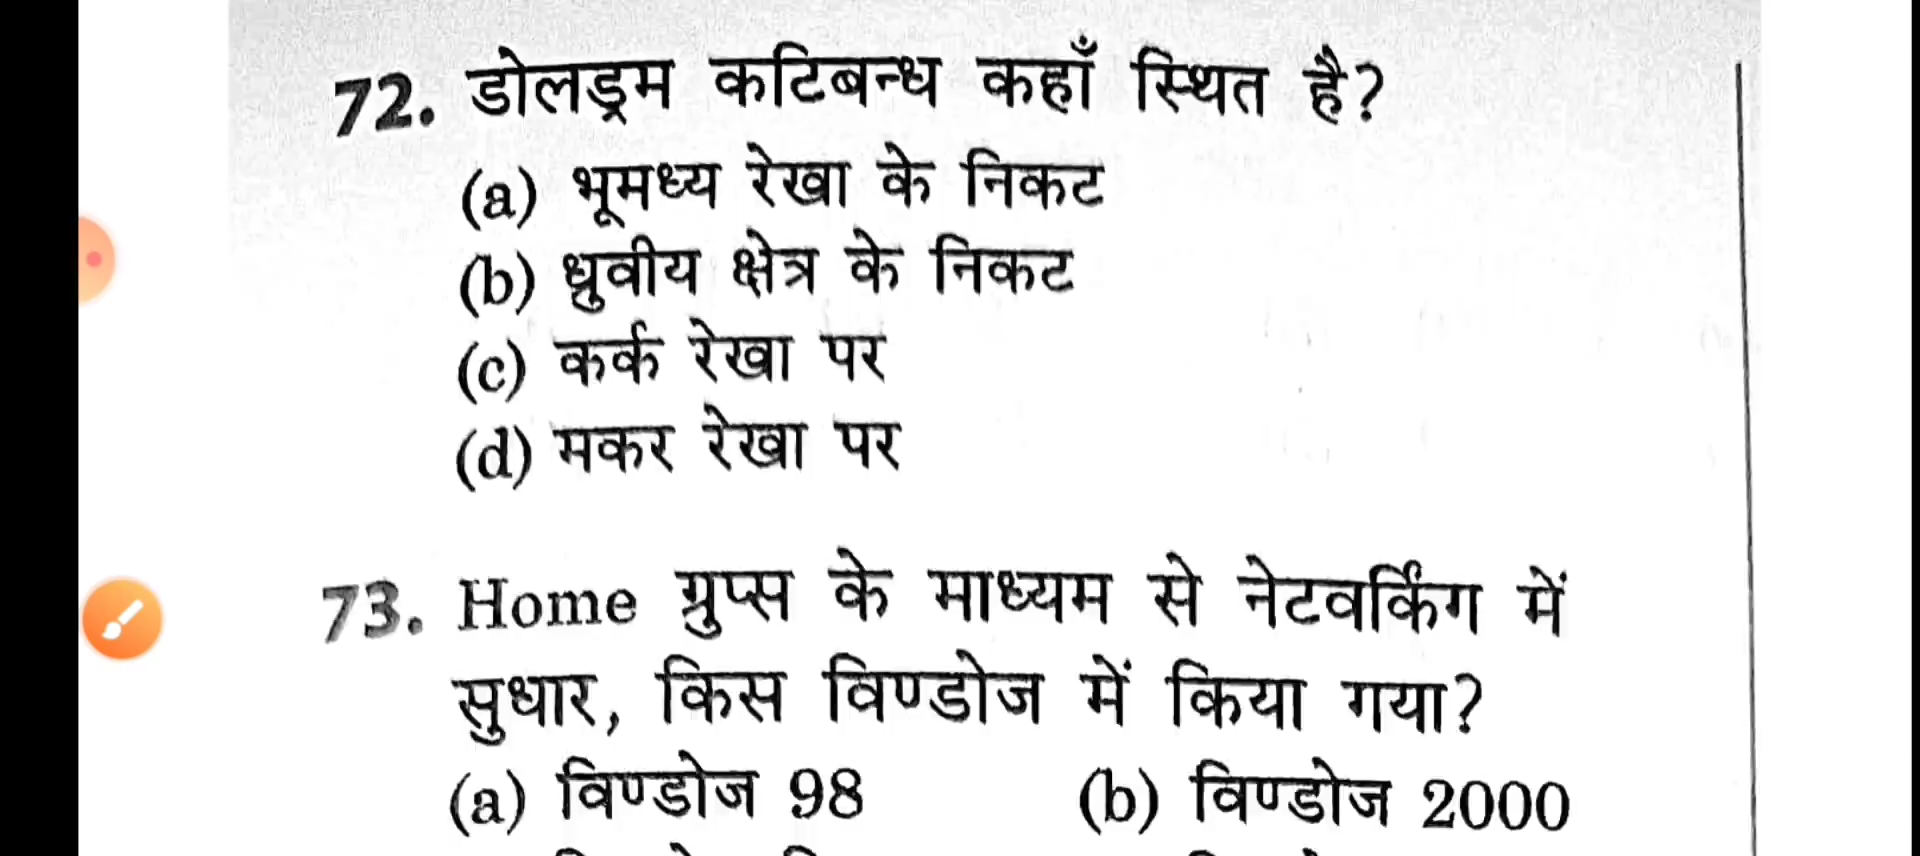 72. डोलड्रम कटिबन्ध कहाँ स्थित है?
(a) भूमध्य रेखा के निकट
(b) ध्रुवीय क्षेत्र के निकट
(c) कर्क रेखा पर
(d) मकर रेखा पर
73. Home ग्रुप्स के माध्यम से नेटवर्किंग में
सुधार, किस विण्डोज में किया गया?
(a) विण्डोज 98 (b) विण्डोज 2000